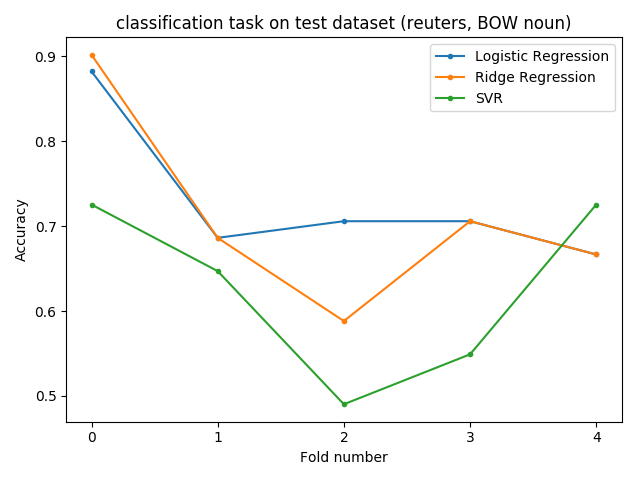 classification task on test dataset (reuters, BOW noun)
Logistic Regression
Ridge Regression
SVR
0.9
0.8
0.7
0.6
0.5
Accuracy
0 1 2 3 4
Fold number